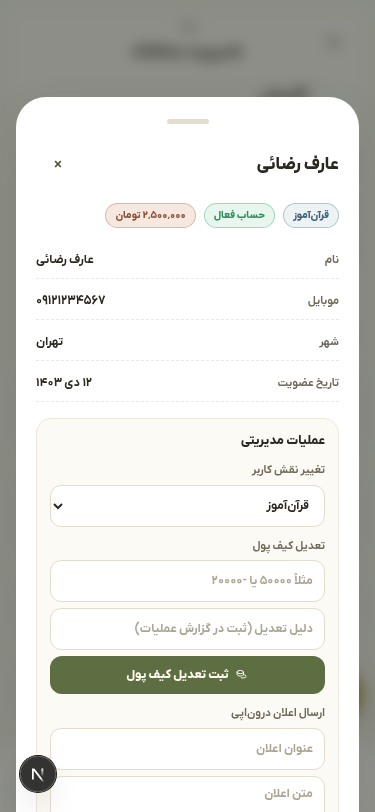 عارف رضائی ×
قرآن‌آموز حساب فعال ۲٬۵۰۰٬۰۰۰ تومان
نام عارف رضائی
موبایل ۰۹۱۲۱۲۳۴۵۶۷
شهر تهران
تاریخ عضویت ۱۲ دی ۱۴۰۳
عملیات مدیریتی
تغییر نقش کاربر
قرآن‌آموز
تعدیل کیف پول
مثلاً ۵۰۰۰۰ یا -۲۰۰۰۰
دلیل تعدیل (ثبت در گزارش عملیات)
ثبت تعدیل کیف پول
ارسال اعلان درون‌اپی
عنوان اعلان
متن اعلان
N